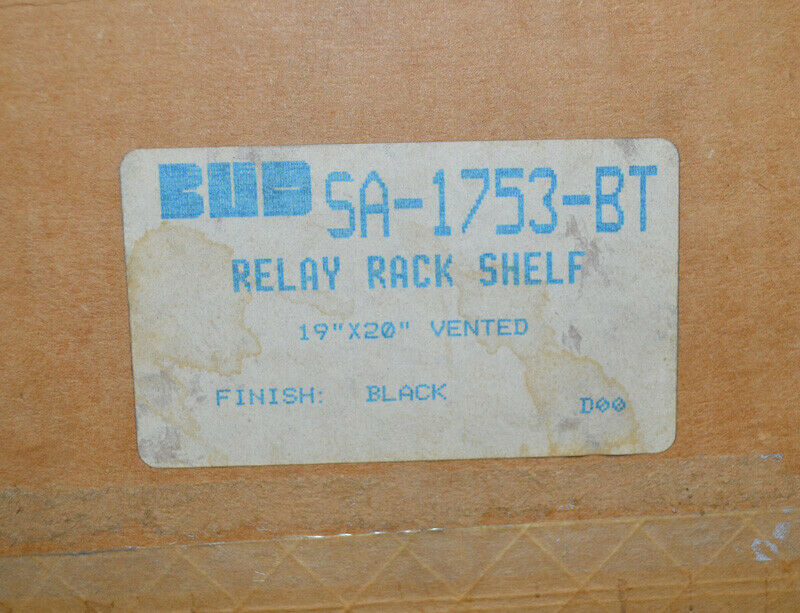 BUD SA-1753-BT
RELAY RACK SHELF
19"X20" VENTED
FINISH: BLACK D00